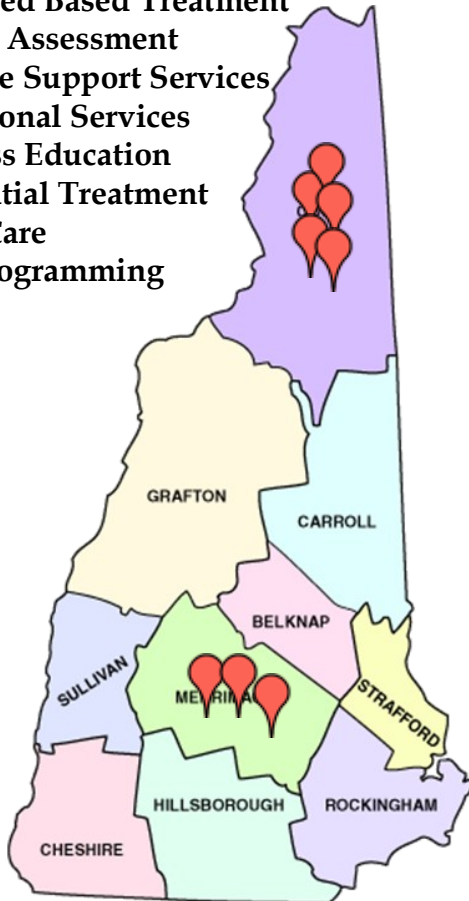 ed Based Treatment
Assessment
e Support Services
onal Services
ss Education
tial Treatment
Care
ogramming
GRAFTON
CARROLL
BELKNAP
SULLIVAN
STRAFFORD
HILLSBOROUGH
ROCKINGHAM
CHESHIRE